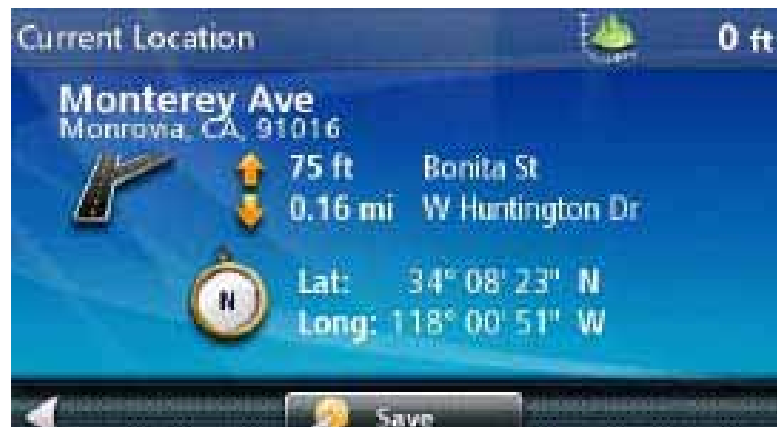 Current Location 0 ft
Monterey Ave
Monrovia, CA, 91016
75 ft Bonita St
0.16 mi W Huntington Dr
N Lat: 34° 08' 23" N
Long: 118° 00' 51" W
Save